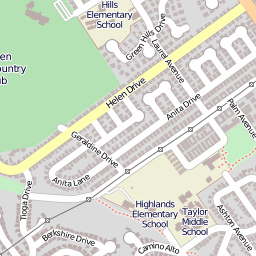 Hills
Elementary
School
Green Hills Drive
Laurel Avenue
en
ountry
ub
Helen Drive
Anita Drive
Palm Avenue
Geraldine Drive
Anita Lane
Tioga Drive
Highlands
Elementary
School
Taylor
Middle
School
Ashton Avenue
Berkshire Drive
Camino Alto